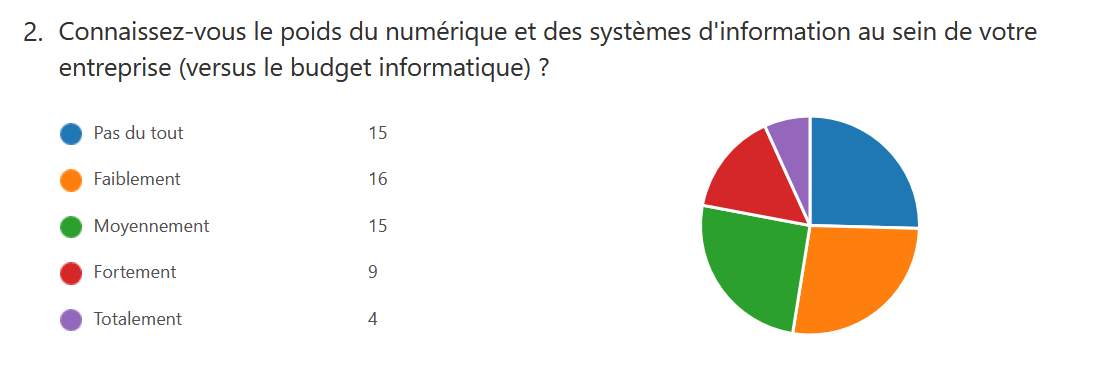 2. Connaissez-vous le poids du numérique et des systèmes d'information au sein de votre
entreprise (versus le budget informatique) ?
Pas du tout 15
Faiblement 16
Moyennement 15
Fortement 9
Totalement 4